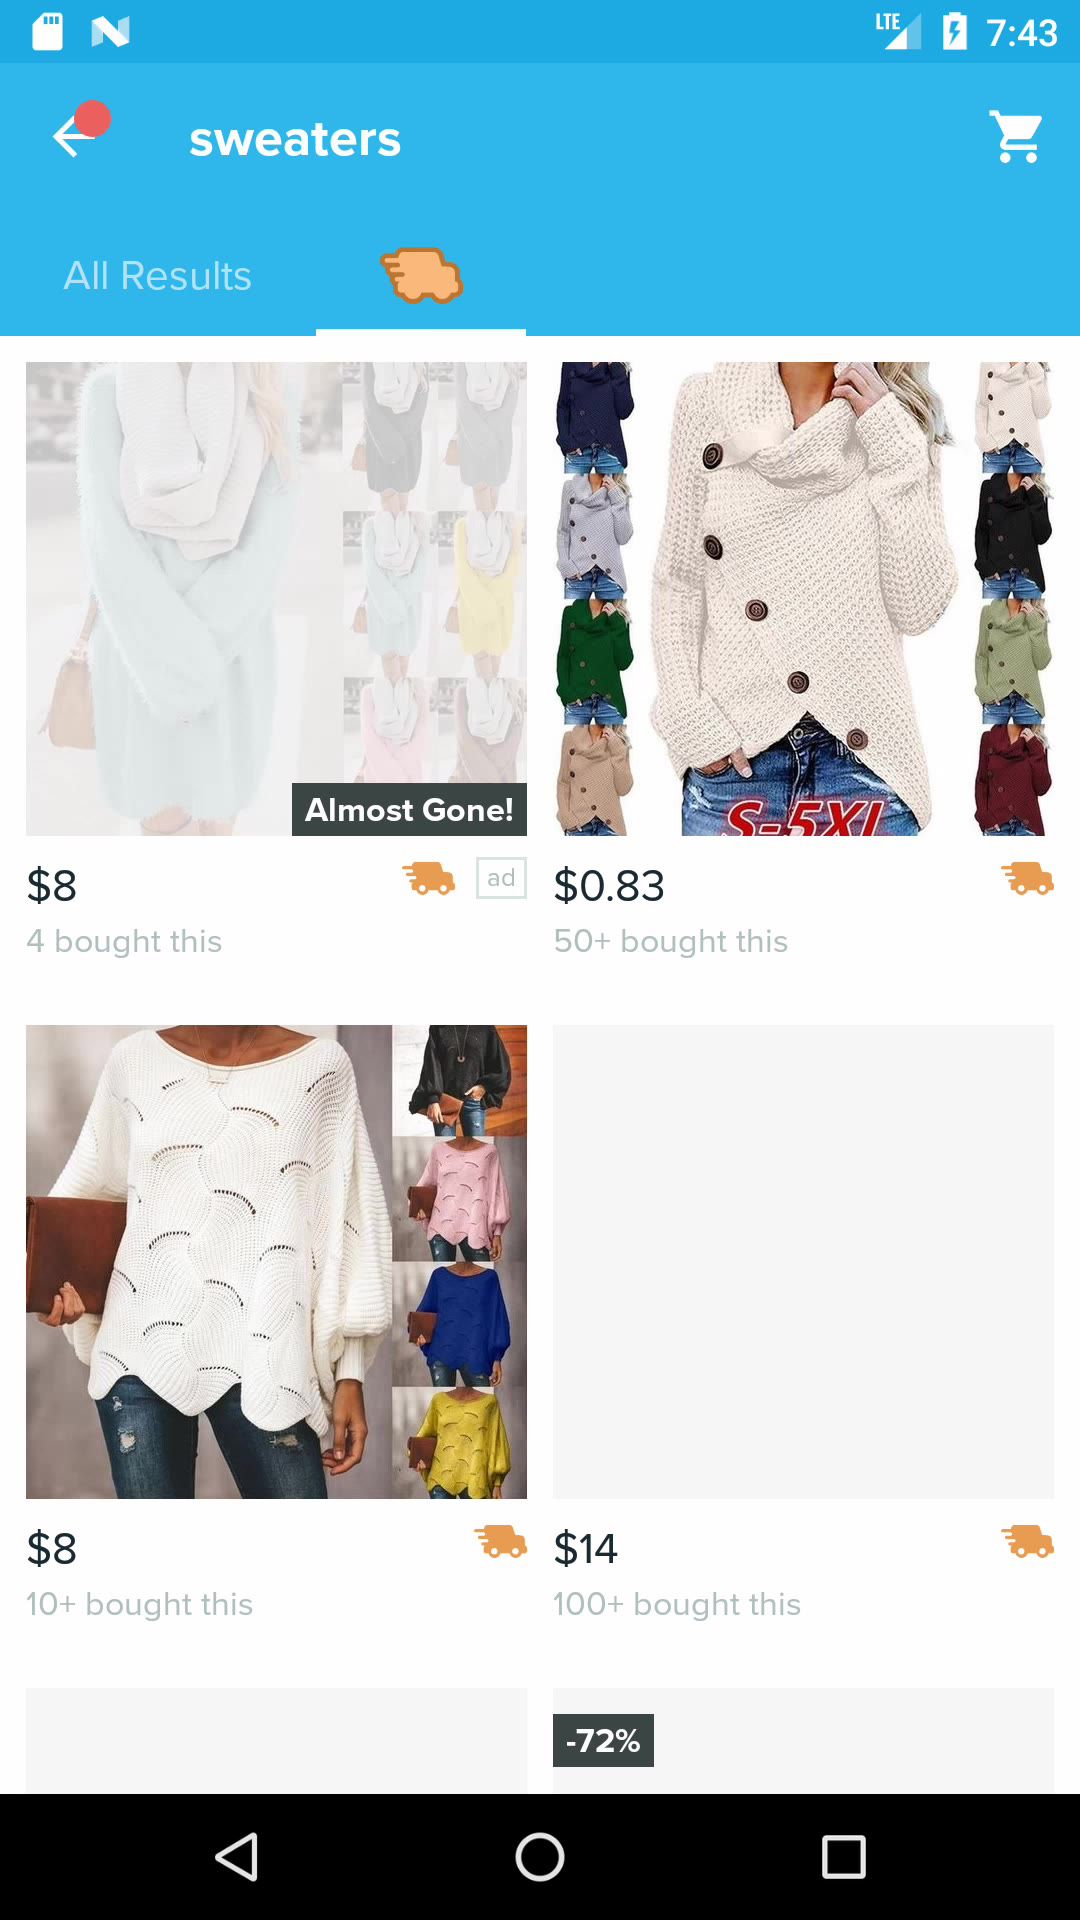 LTE
7:43
sweaters
All Results
Almost Gone!
S-5XL
$8
ad
$0.83
4 bought this
50+ bought this
$8
$14
10+ bought this
100+ bought this
-72%